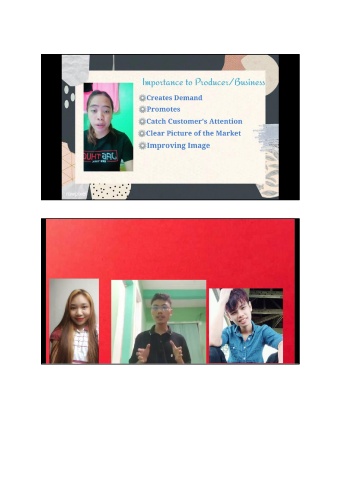 Importance to Producer/Business
Creates Demand
Promotes
Catch Customer's Attention
Clear Picture of the Market
Improving Image